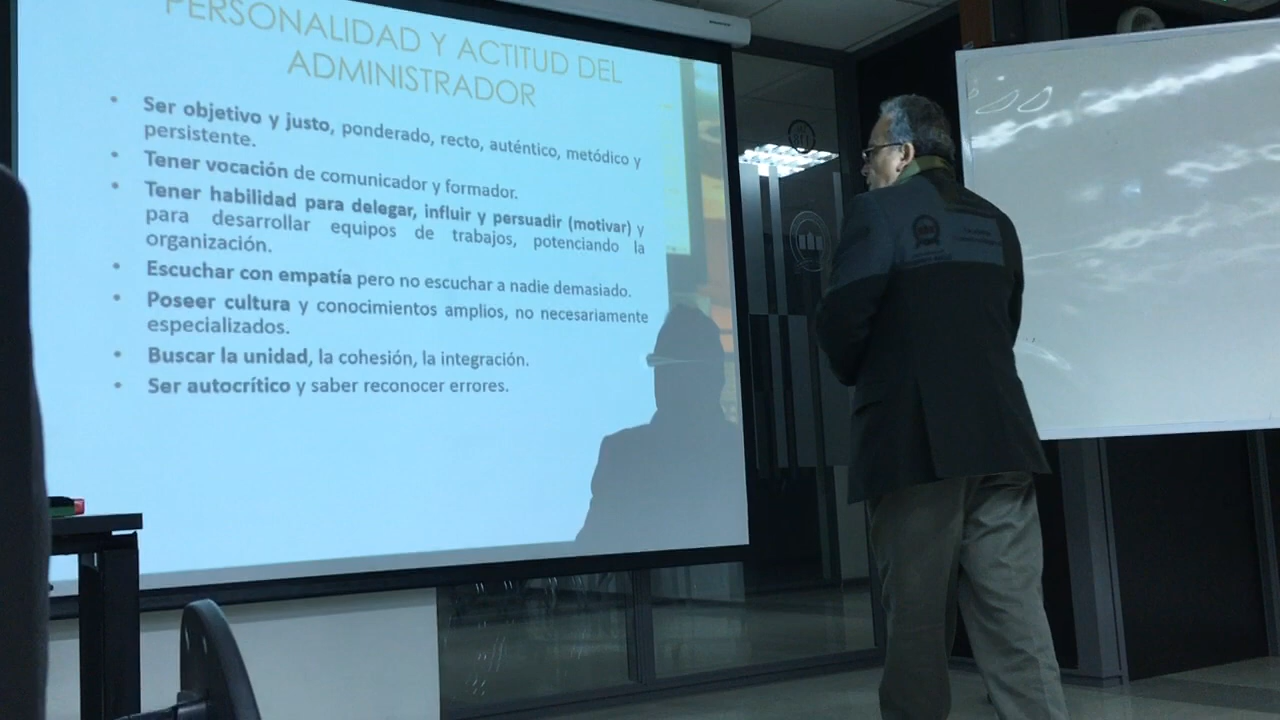 PERSONALIDAD Y ACTITUD DEL
ADMINISTRADOR
• Ser objetivo y justo, ponderado, recto, auténtico, metódico y
persistente.
• Tener vocación de comunicador y formador.
• Tener habilidad para delegar, influir y persuadir (motivar) y
para desarrollar equipos de trabajos, potenciando la
organización.
• Escuchar con empatía pero no escuchar a nadie demasiado.
• Poseer cultura y conocimientos amplios, no necesariamente
especializados.
• Buscar la unidad, la cohesión, la integración.
• Ser autocrítico y saber reconocer errores.